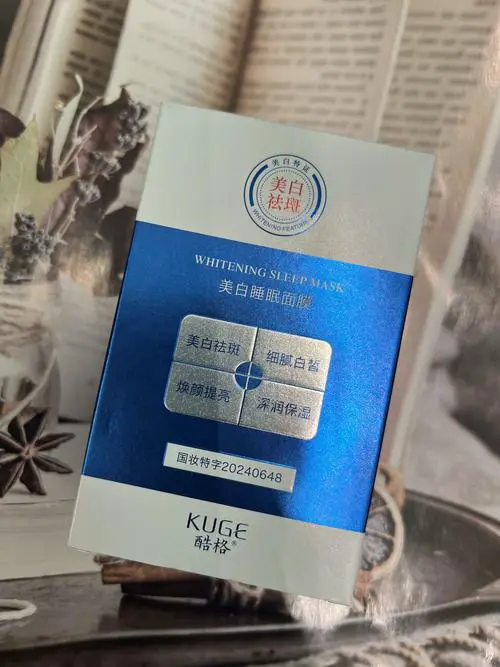 美白特证
美白
祛斑
WHITENING FEATURE
WHITENING SLEEP MASK
美白睡眠面膜
美白祛斑
细腻白皙
焕颜提亮
深润保湿
国妆特字20240648
KUGE
酷格®